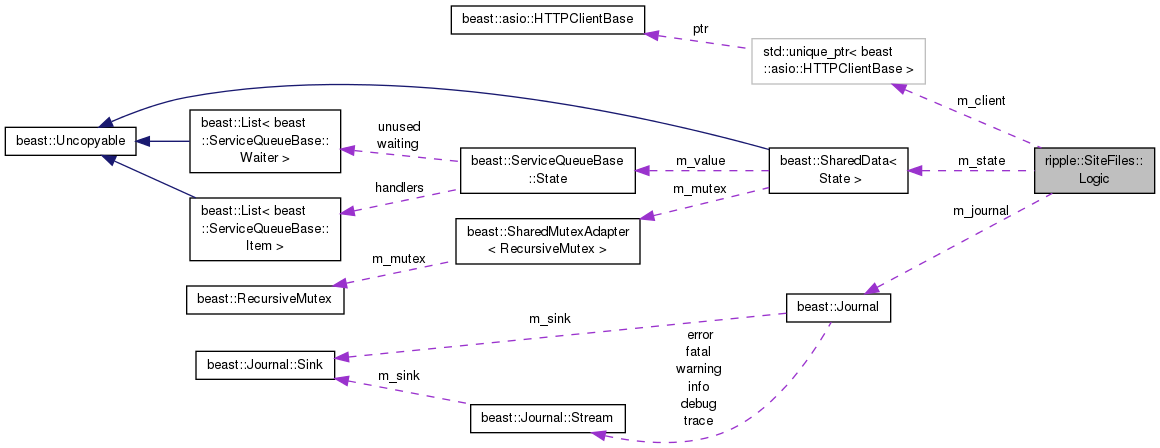 beast::asio::HTTPClientBase
ptr
std::unique_ptr< beast
::asio::HTTPClientBase >
m_client
beast::Uncopyable
beast::List< beast
::ServiceQueueBase::
Waiter >
unused
waiting
beast::ServiceQueueBase
::State
m_value
beast::SharedData<
State >
m_state
ripple::SiteFiles::
Logic
handlers
m_mutex
beast::List< beast
::ServiceQueueBase::
Item >
beast::SharedMutexAdapter
< RecursiveMutex >
m_journal
m_mutex
beast::RecursiveMutex
beast::Journal
m_sink
error
fatal
warning
info
debug
trace
beast::Journal::Sink
m_sink
beast::Journal::Stream